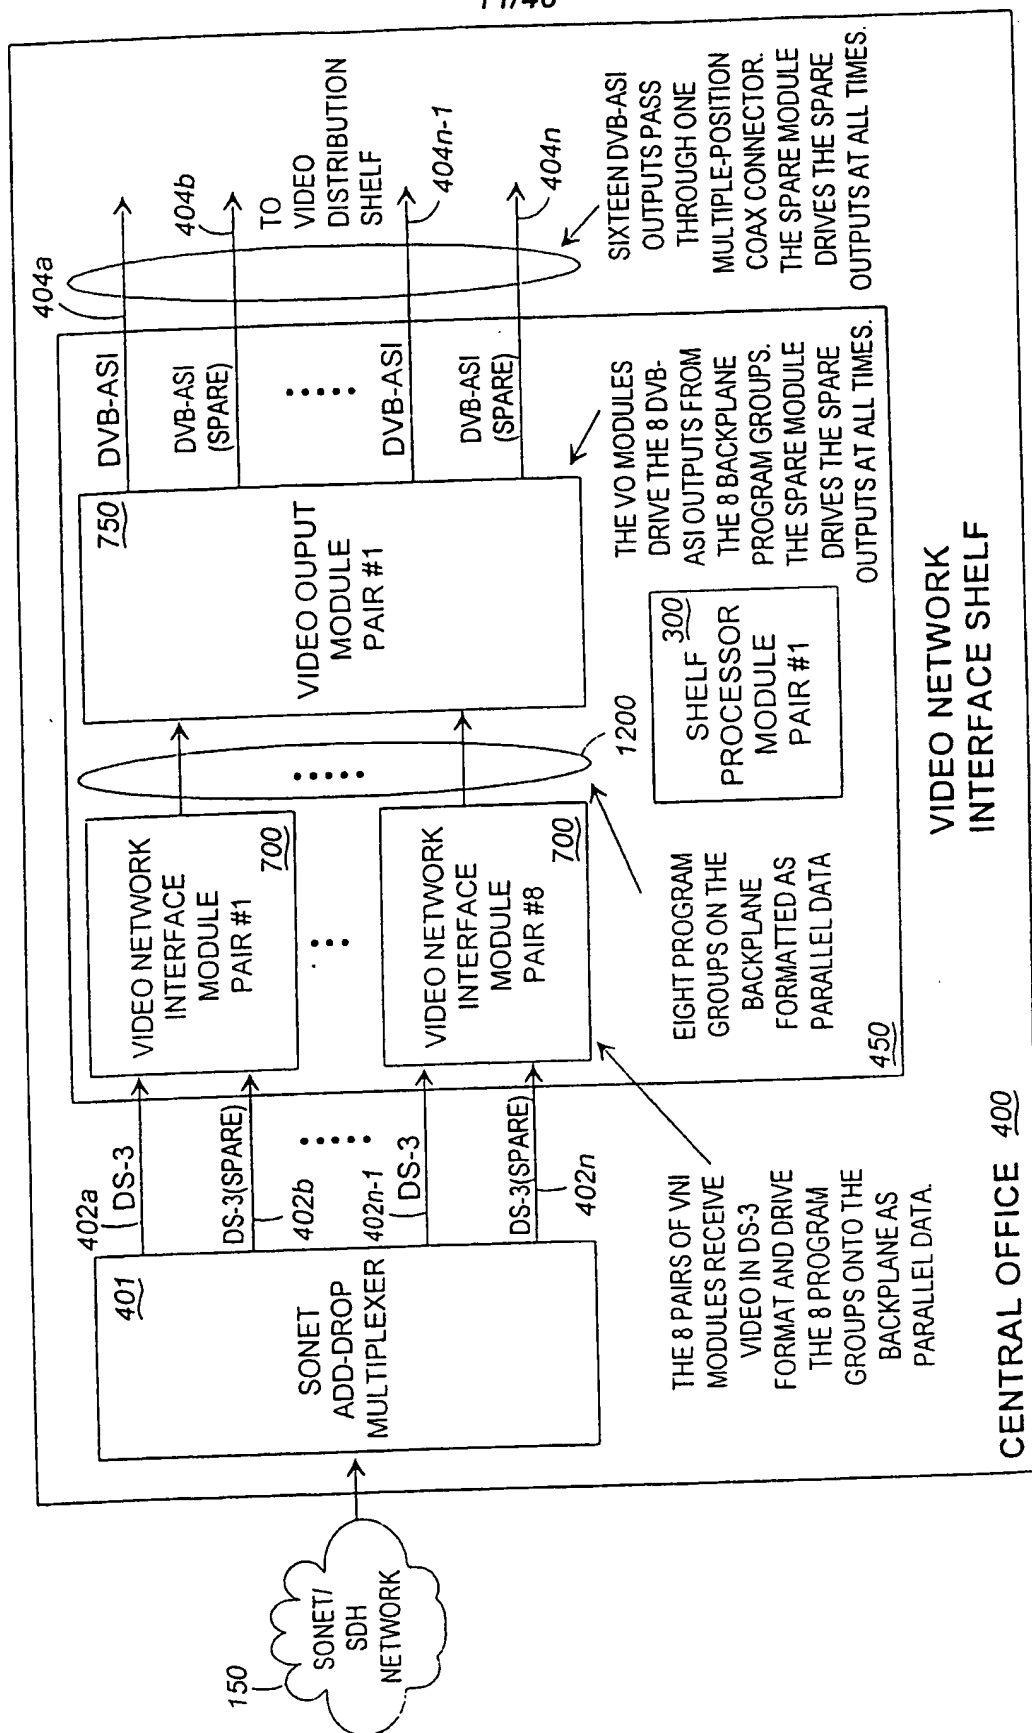 150
SONET/
SDH
NETWORK
401
SONET
ADD-DROP
MULTIPLEXER
402a
DS-3
DS-3(SPARE)
402b
402n-1
DS-3
DS-3(SPARE)
402n
VIDEO NETWORK
INTERFACE
MODULE
PAIR #1
700
VIDEO NETWORK
INTERFACE
MODULE
PAIR #8
700
1200
750
VIDEO OUPUT
MODULE
PAIR #1
DVB-ASI
DVB-ASI
(SPARE)
DVB-ASI
DVB-ASI
(SPARE)
404a
404b
TO VIDEO
DISTRIBUTION
SHELF
404n-1
404n
300
SHELF
PROCESSOR
MODULE
PAIR #1
450
THE 8 PAIRS OF VNI
MODULES RECEIVE
VIDEO IN DS-3
FORMAT AND DRIVE
THE 8 PROGRAM
GROUPS ONTO THE
BACKPLANE AS
PARALLEL DATA.
EIGHT PROGRAM
GROUPS ON THE
BACKPLANE
FORMATTED AS
PARALLEL DATA
THE VO MODULES
DRIVE THE 8 DVB-
ASI OUTPUTS FROM
THE 8 BACKPLANE
PROGRAM GROUPS.
THE SPARE MODULE
DRIVES THE SPARE
OUTPUTS AT ALL TIMES.
SIXTEEN DVB-ASI
OUTPUTS PASS
THROUGH ONE
MULTIPLE-POSITION
COAX CONNECTOR.
THE SPARE MODULE
DRIVES THE SPARE
OUTPUTS AT ALL TIMES.
VIDEO NETWORK
INTERFACE SHELF
CENTRAL OFFICE 400